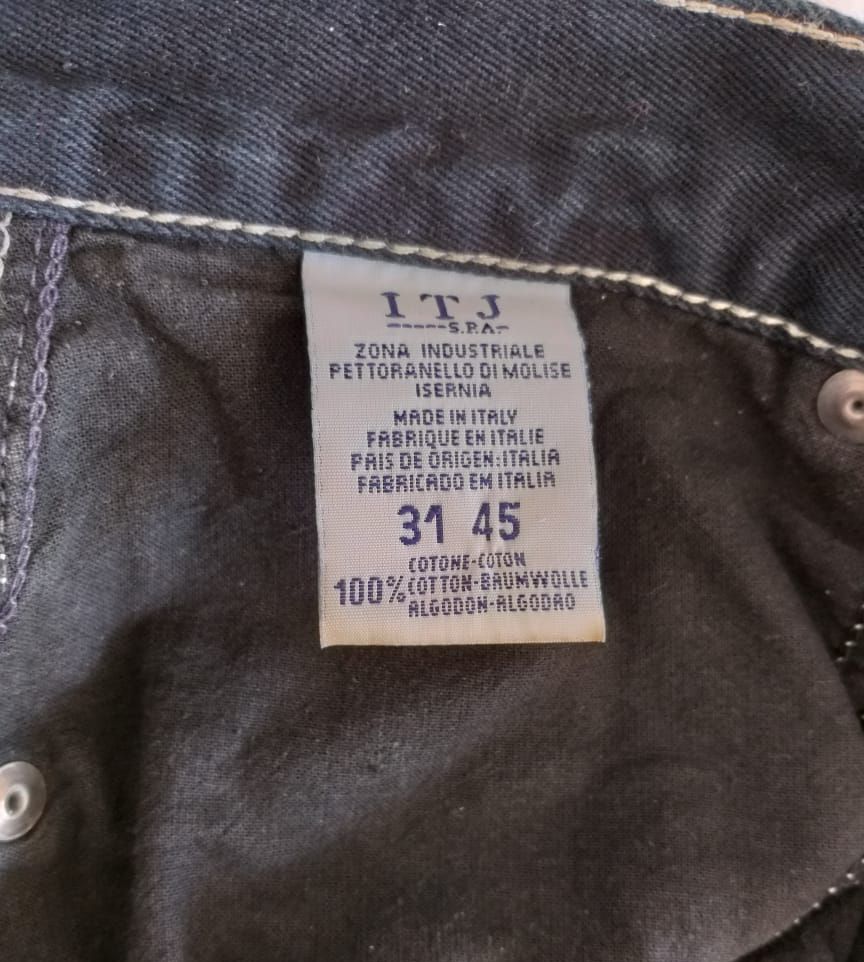 I T J
-----S.P.A-
ZONA INDUSTRIALE
PETTORANELLO DI MOLISE
ISERNIA
MADE IN ITALY
FABRIQUE EN ITALIE
PAIS DE ORIGEN:ITALIA
FABRICADO EM ITALIA
31 45
COTONE-COTON
100% COTTON-BAUMWOLLE
ALGODON-ALGODAO